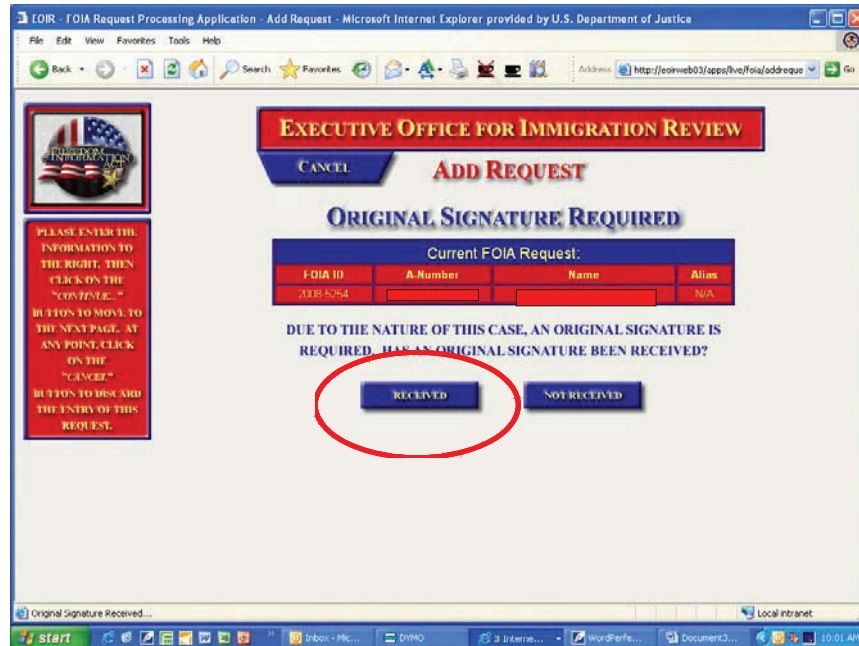 EOIR - FOIA Request Processing Application - Add Request - Microsoft Internet Explorer provided by U.S. Department of Justice
File Edit View Favorites Tools Help
Back Search Favorites Address http://eoirweb03/apps/live/foia/addreque Go
FREEDOM
INFORMATION
ACT
EXECUTIVE OFFICE FOR IMMIGRATION REVIEW
CANCEL ADD REQUEST
ORIGINAL SIGNATURE REQUIRED
PLEASE ENTER THE
INFORMATION TO
THE RIGHT, THEN
CLICK ON THE
"CONTINUE..."
BUTTON TO MOVE TO
THE NEXT PAGE. AT
ANY POINT, CLICK
ON THE
"CANCEL"
BUTTON TO DISCARD
THE ENTRY OF THIS
REQUEST.
Current FOIA Request:
FOIA ID A-Number Name Alias
2008-5254 N/A
DUE TO THE NATURE OF THIS CASE, AN ORIGINAL SIGNATURE IS
REQUIRED. HAS AN ORIGINAL SIGNATURE BEEN RECEIVED?
RECEIVED NOT RECEIVED
Original Signature Received... Local intranet
start Inbox - Mic... DYMO 3 Interne... WordPerfe... Document3... 10:01 AM